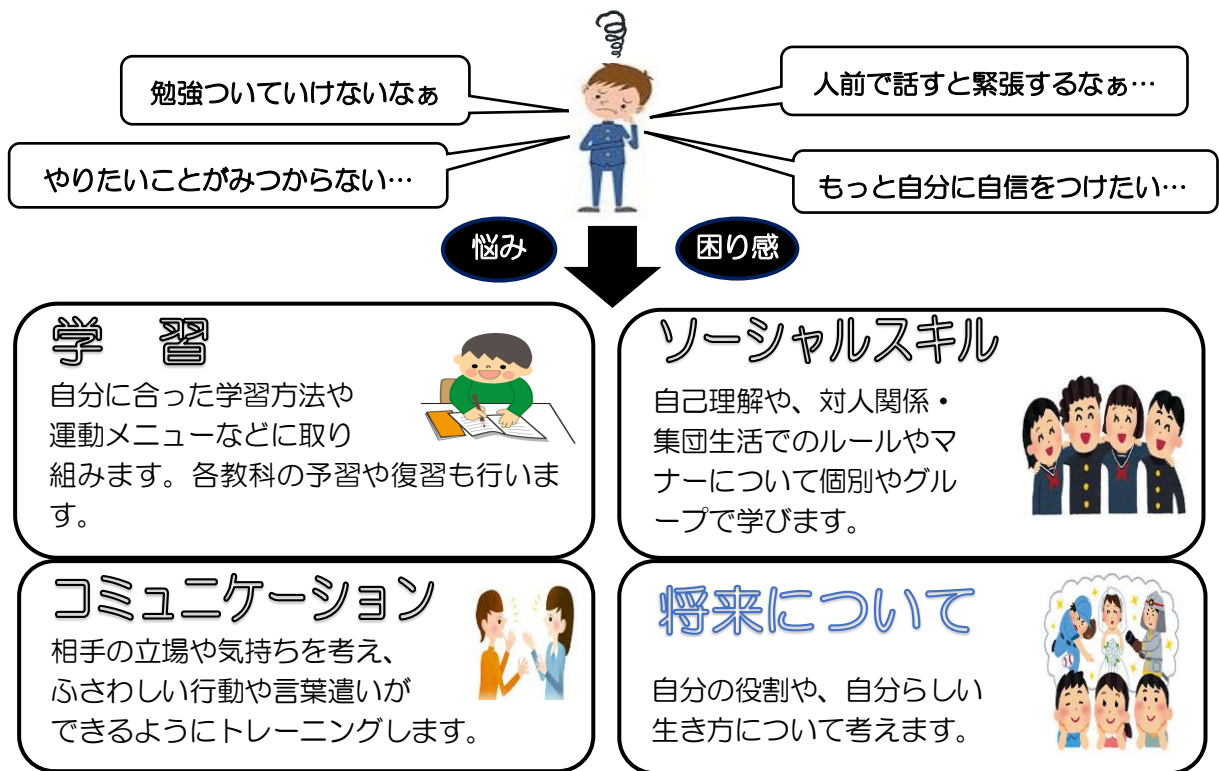 勉強ついていけないなぁ
人前で話すと緊張するなぁ…
やりたいことがみつからない…
もっと自分に自信をつけたい…
悩み
困り感
学　習
自分に合った学習方法や
運動メニューなどに取り
組みます。各教科の予習や復習も行いま
す。
ソーシャルスキル
自己理解や、対人関係・
集団生活でのルールやマ
ナーについて個別やグル
ープで学びます。
コミュニケーション
相手の立場や気持ちを考え、
ふさわしい行動や言葉遣いが
できるようにトレーニングします。
将来について
自分の役割や、自分らしい
生き方について考えます。